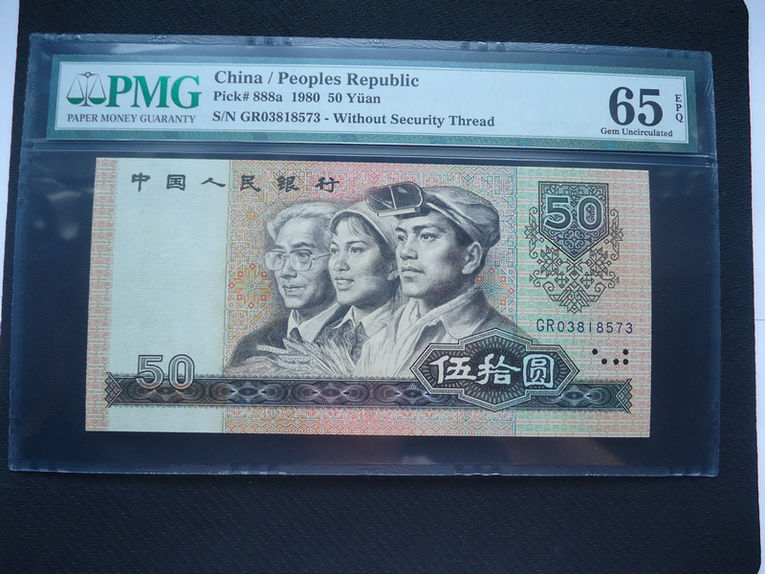 PMG
PAPER MONEY GUARANTY
China / Peoples Republic
Pick# 888a 1980 50 Yüan
S/N GR03818573 - Without Security Thread
65
EPQ
Gem Uncirculated
中国人民银行
50
GR03818573
50
伍拾圆